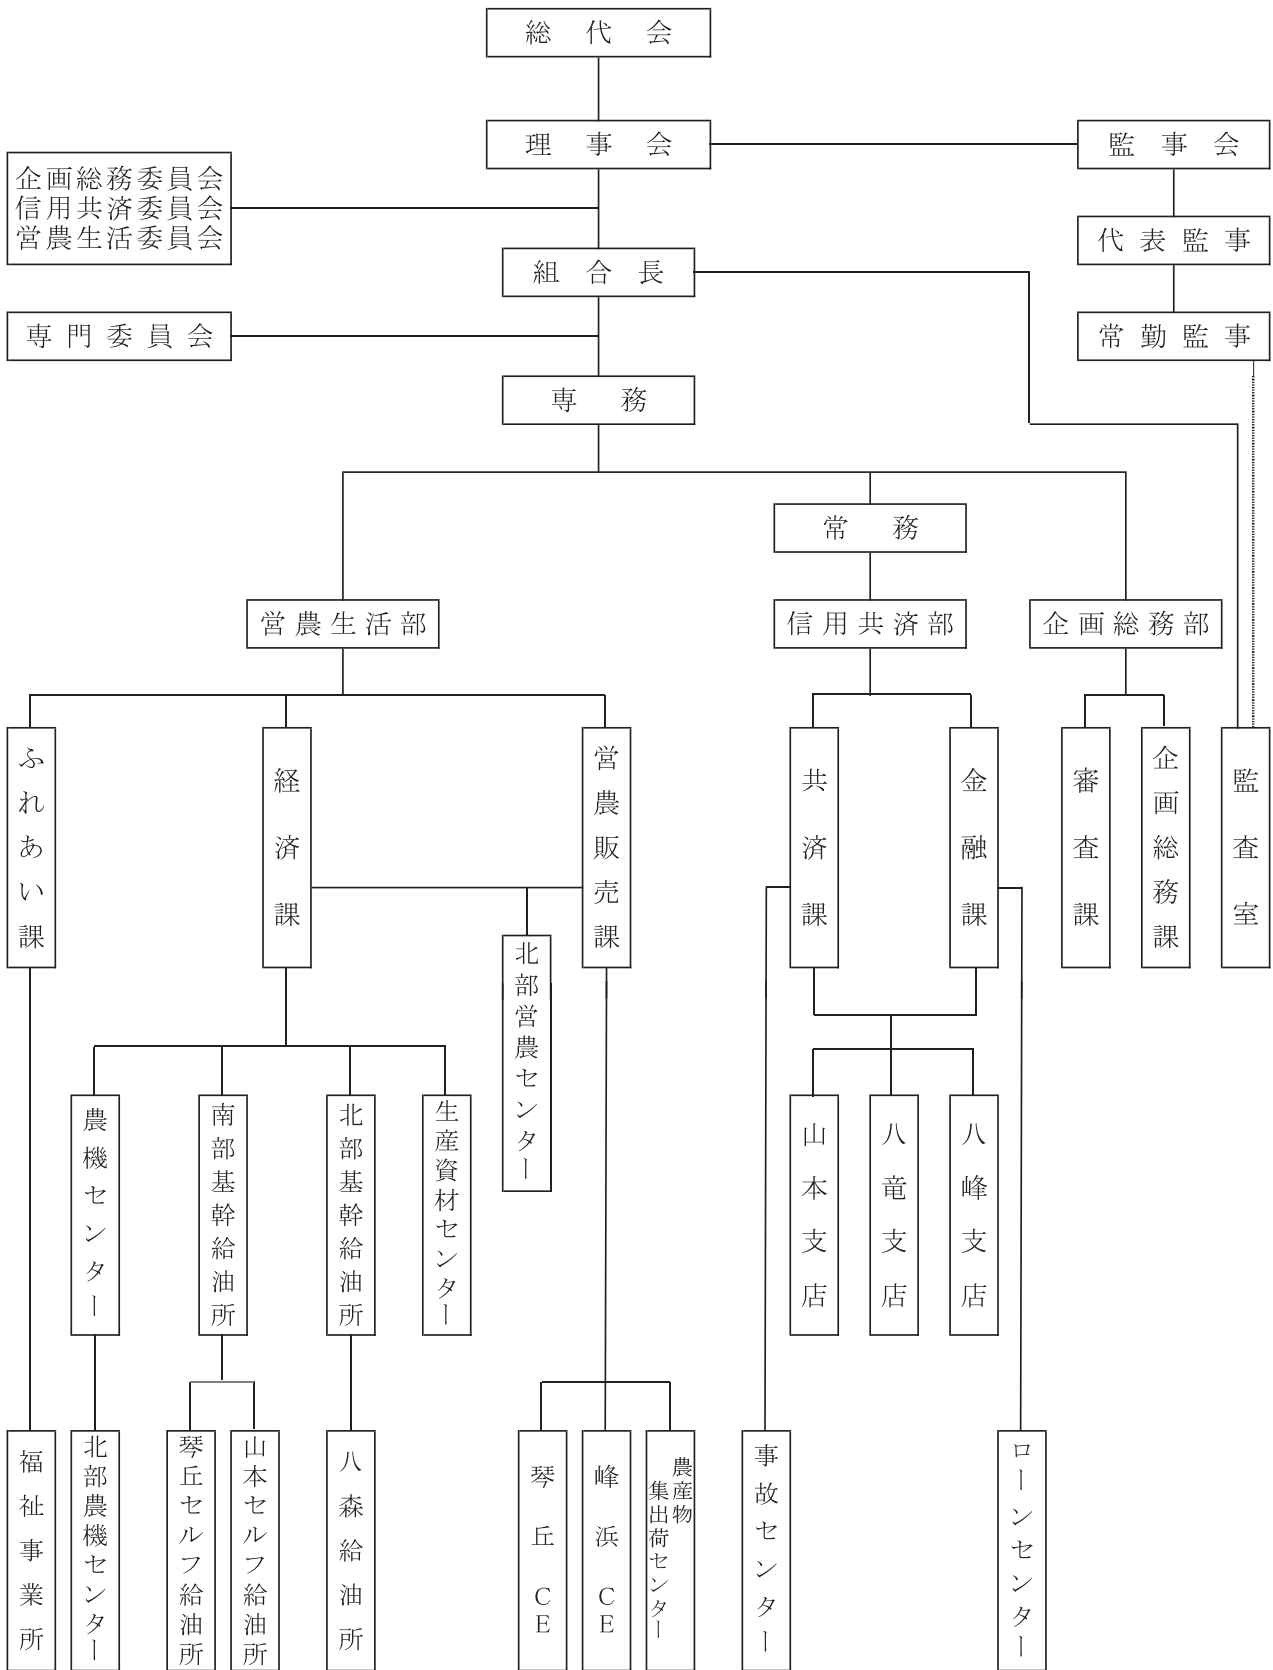 総代会
理事会
監事会
企画総務委員会
信用共済委員会
営農生活委員会
代表監事
組合長
専門委員会
常勤監事
専務
常務
営農生活部
信用共済部
企画総務部
ふれあい課
経済課
営農販売課
共済課
金融課
審査課
企画総務課
監査室
北部営農センター
農機センター
南部基幹給油所
北部基幹給油所
生産資材センター
山本支店
八竜支店
八峰支店
福祉事業所
北部農機センター
琴丘セルフ給油所
山本セルフ給油所
八森給油所
琴丘CE
峰浜CE
農産物
集出荷センター
事故センター
ローンセンター